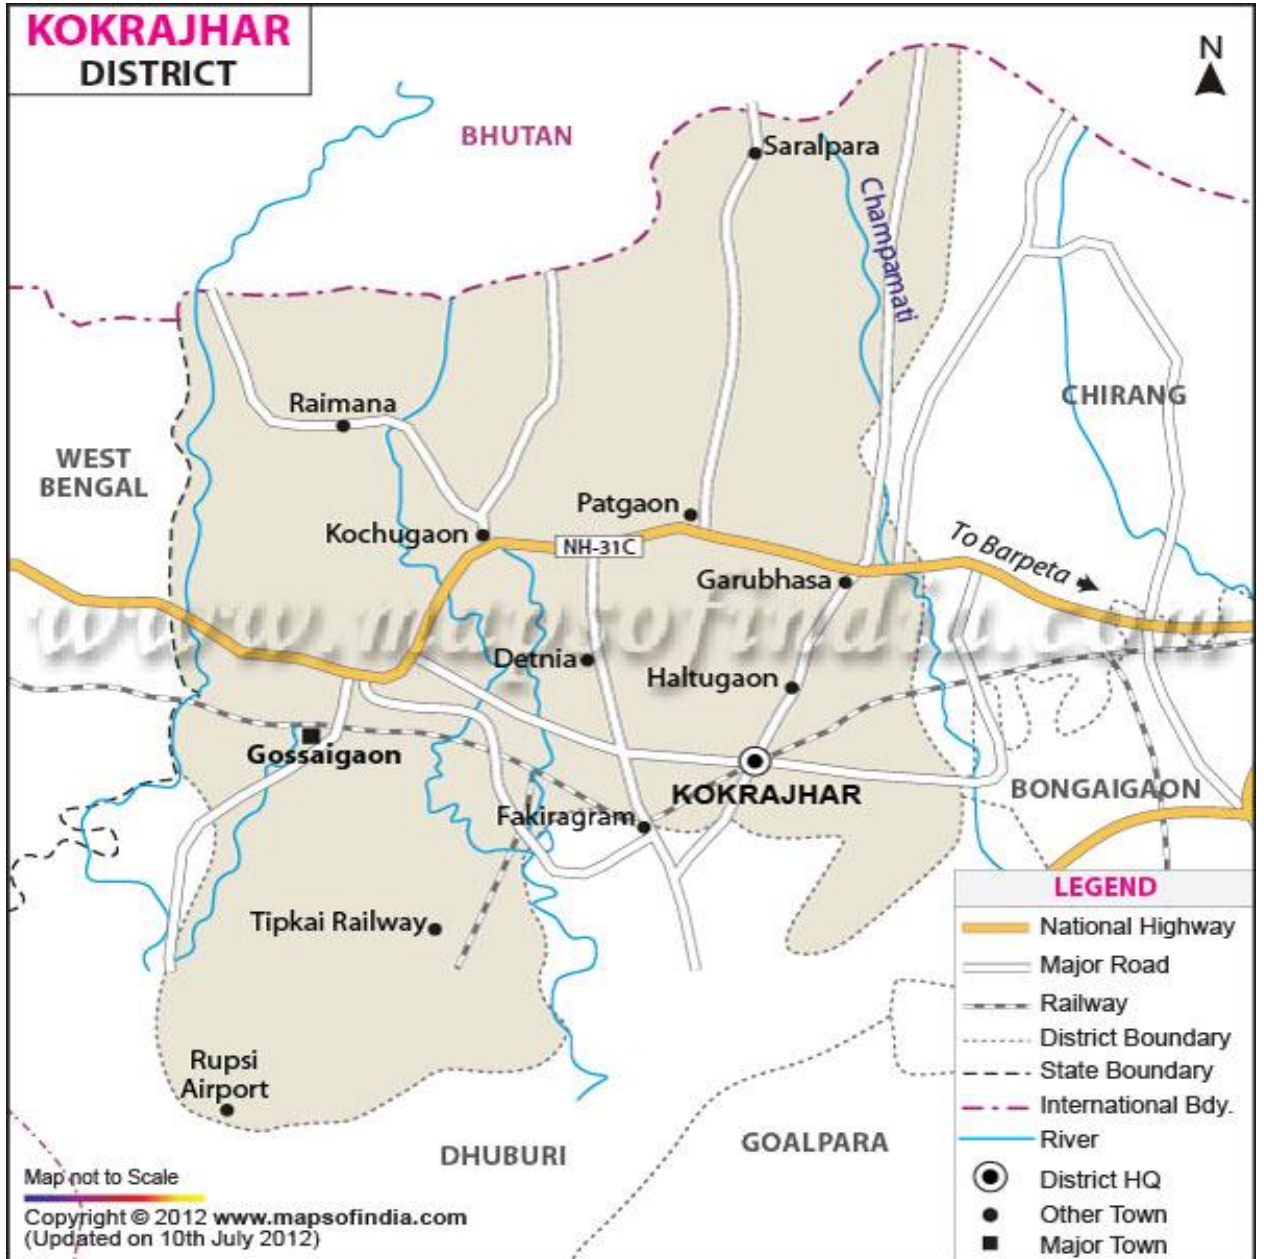 KOKRAJHAR
DISTRICT
N
BHUTAN
Saralpara
Champamati
Raimana
CHIRANG
WEST
BENGAL
Patgaon
Kochugaon
NH-31C
To Barpeta
Garubhasa
www.mapsofindia.com
Detnia
Haltugaon
Gossaigaon
KOKRAJHAR
BONGAIGAON
Fakiragram
Tipkai Railway
Rupsi
Airport
DHUBURI
GOALPARA
LEGEND
National Highway
Major Road
Railway
District Boundary
State Boundary
International Bdy.
River
District HQ
Other Town
Major Town
Map not to Scale
Copyright © 2012 www.mapsofindia.com
(Updated on 10th July 2012)